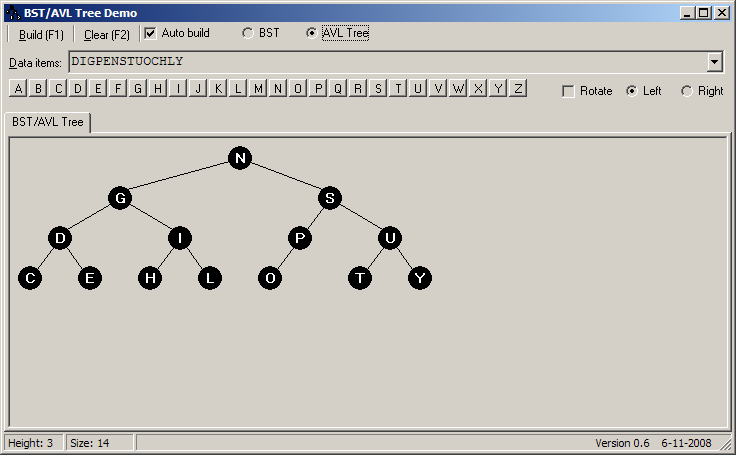 BST/AVL Tree Demo
Build (F1) Clear (F2) Auto build BST AVL Tree
Data items: DIGPENSTUOCHLY
A B C D E F G H I J K L M N O P Q R S T U V W X Y Z Rotate Left Right
BST/AVL Tree
N
G S
D I P U
C E H L O T Y
Height: 3 Size: 14 Version 0.6 6-11-2008